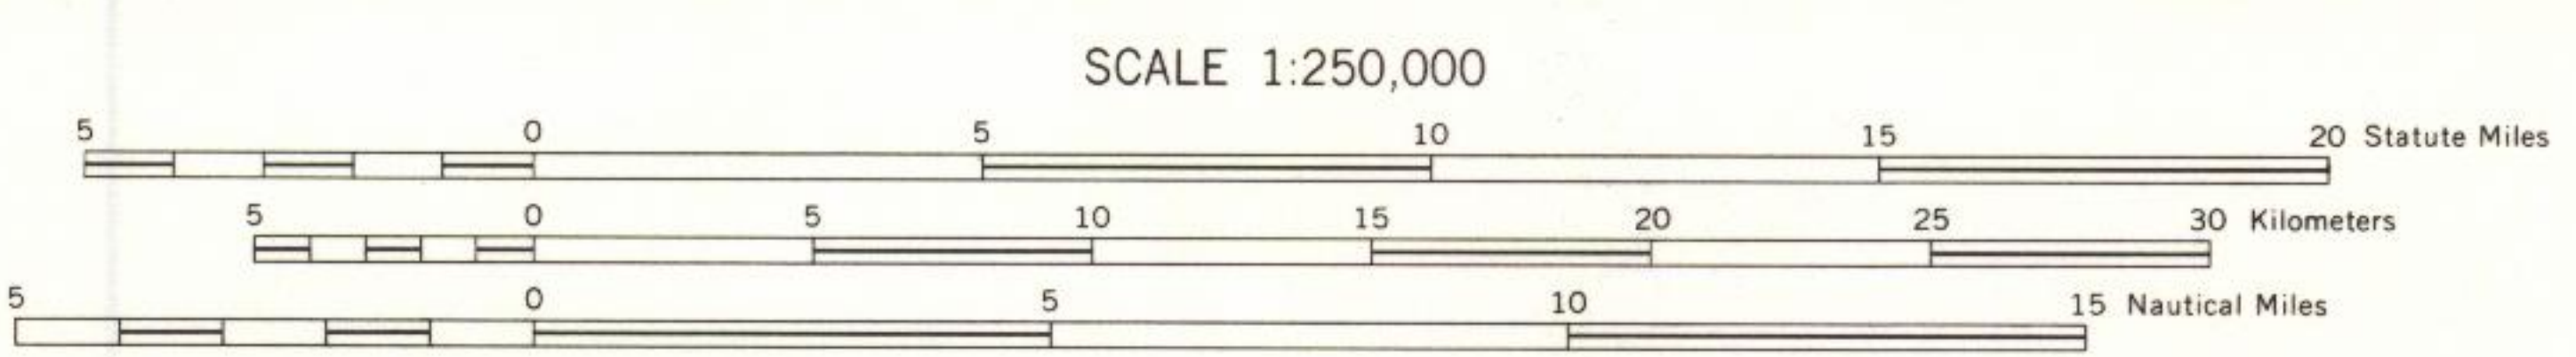 SCALE 1:250,000
5 0 5 10 15 20 Statute Miles
5 0 5 10 15 20 25 30 Kilometers
5 0 5 10 15 Nautical Miles